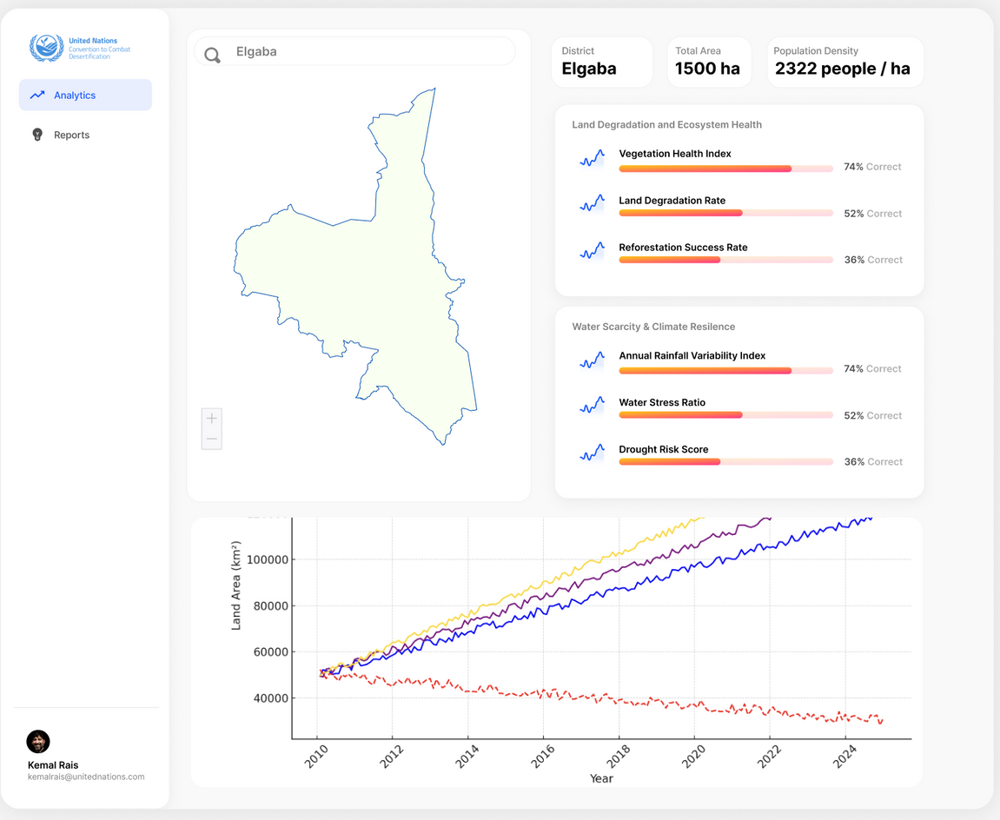 United Nations
Convention to Combat
Desertification
Analytics
Reports
Kemal Rais
kemalrais@unitednations.com
Elgaba
+
−
District
Elgaba
Total Area
1500 ha
Population Density
2322 people / ha
Land Degradation and Ecosystem Health
Vegetation Health Index
74% Correct
Land Degradation Rate
52% Correct
Reforestation Success Rate
36% Correct
Water Scarcity & Climate Resilence
Annual Rainfall Variability Index
74% Correct
Water Stress Ratio
52% Correct
Drought Risk Score
36% Correct
Land Area (km²)
100000
80000
60000
40000
2010
2012
2014
2016
2018
2020
2022
2024
Year